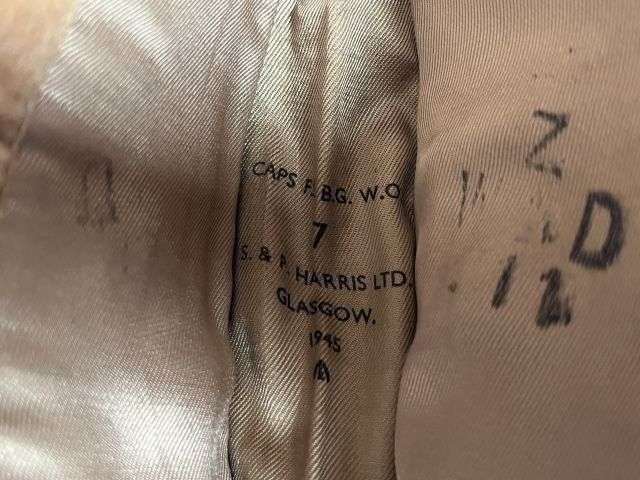 CAPS F. B.G. W.O
7
S. & P. HARRIS LTD.
GLASGOW.
1945
Z
D
12